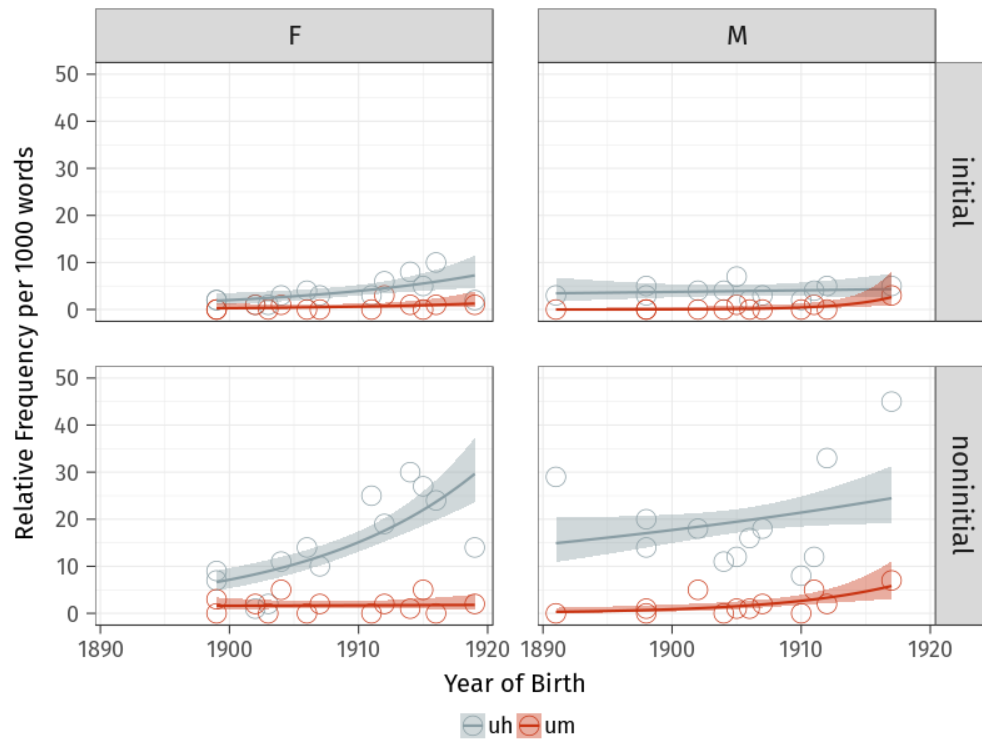 F
M
50
40
30
20
10
0
initial
Relative Frequency per 1000 words
50
40
30
20
10
0
noninitial
1890 1900 1910 1920 1890 1900 1910 1920
Year of Birth
uh um